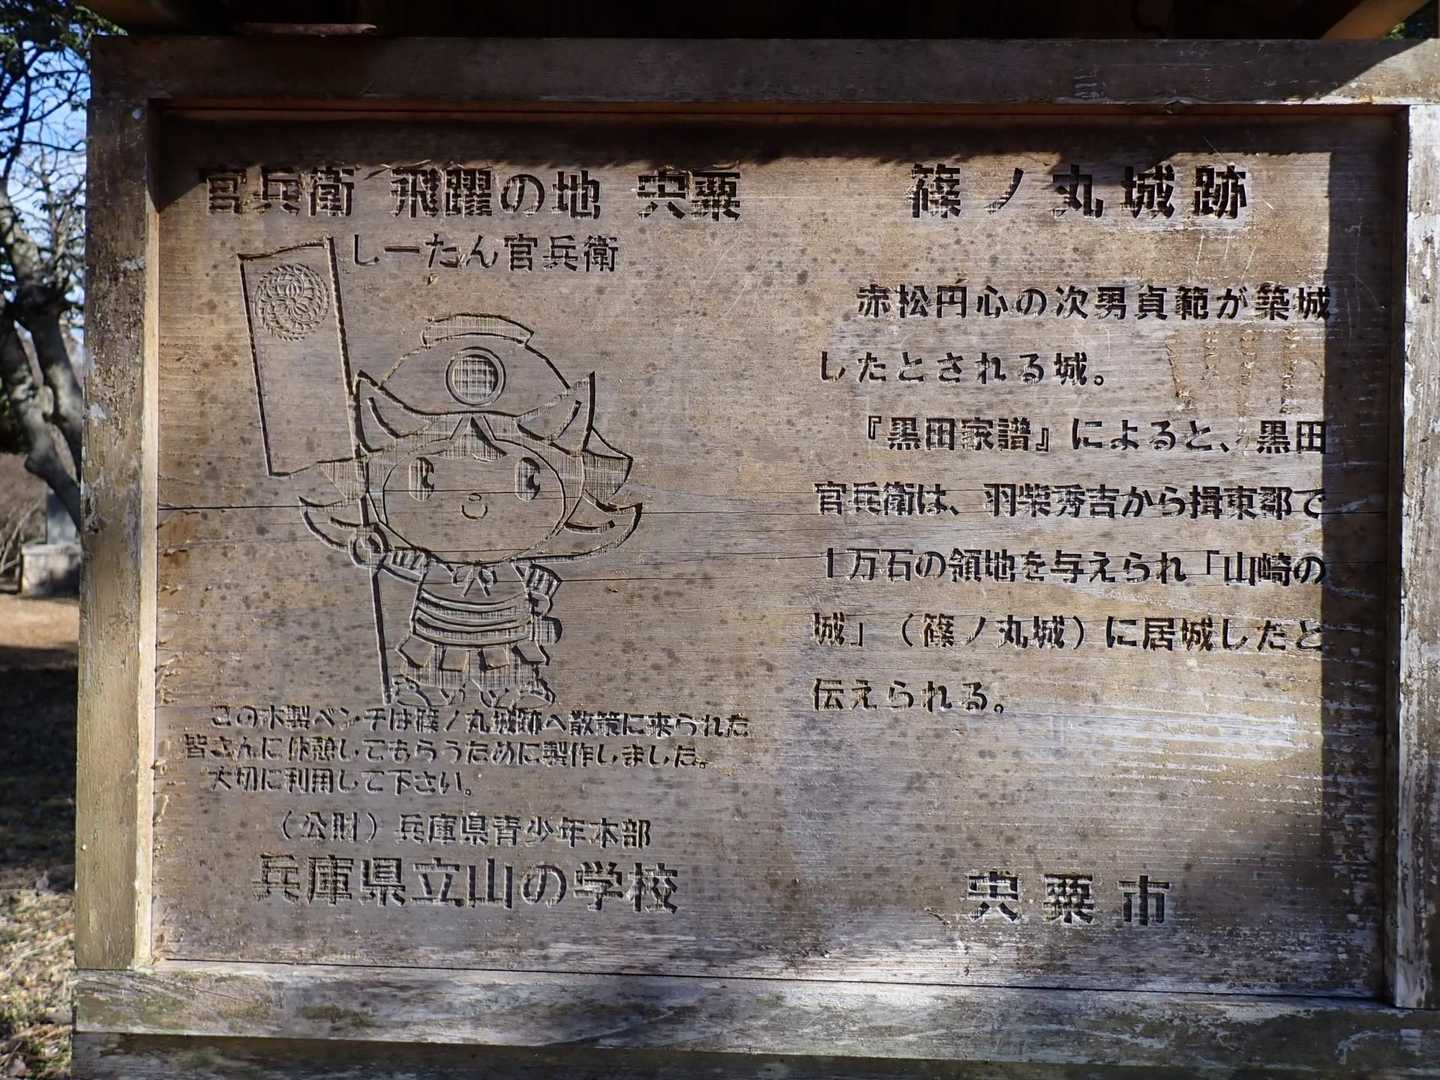 官兵衛 飛躍の地 宍粟
しーたん官兵衛
この木製ベンチは篠ノ丸城跡へ散策に来られた
皆さんに休憩してもらうために製作しました。
大切に利用して下さい。
（公財）兵庫県青少年本部
兵庫県立山の学校
篠ノ丸城跡
赤松円心の次男貞範が築城
したとされる城。
『黒田家譜』によると、黒田
官兵衛は、羽柴秀吉から揖東郡で
1万石の領地を与えられ「山崎の
城」（篠ノ丸城）に居城したと
伝えられる。
宍粟市